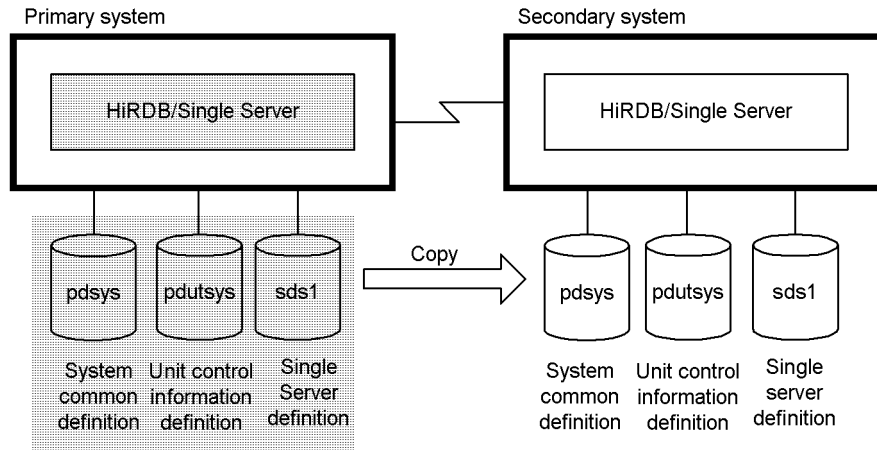 Primary system
Secondary system
HiRDB/Single Server
HiRDB/Single Server
Copy
pdsys
pdutsys
sds1
pdsys
pdutsys
sds1
System
common
definition
Unit control
information
definition
Single
Server
definition
System
common
definition
Unit control
information
definition
Single
server
definition